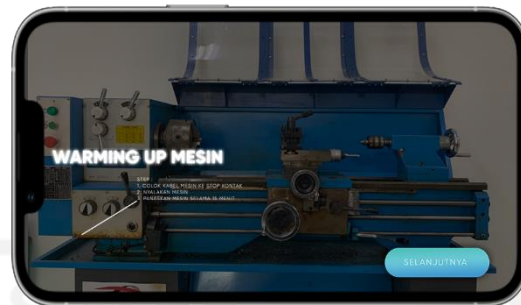 WARMING UP MESIN
STEP :
1. COLOK KABEL MESIN KE STOP KONTAK
2. NYALAKAN MESIN
3. PANASKAN MESIN SELAMA 15 MENIT
SELANJUTNYA